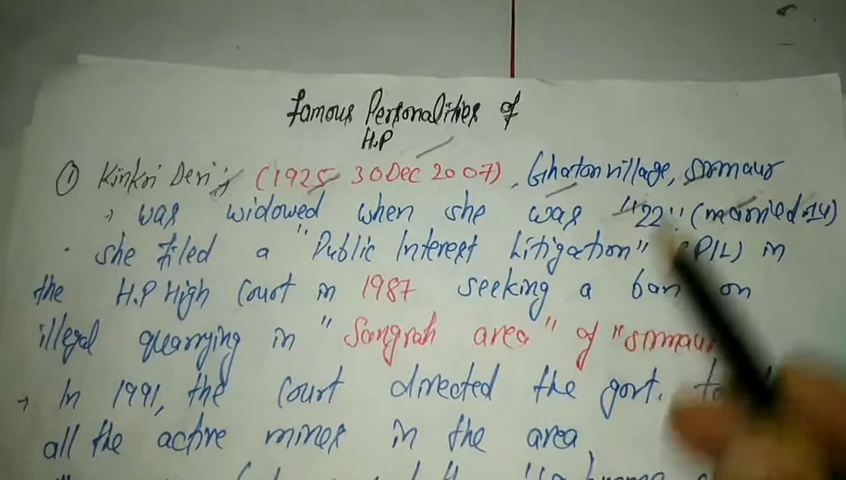 Famous Personalities of
H.P
① Kinkri Devi :- (1925 30 Dec 2007), Ghaton village, Sirmaur
→ was widowed when she was "22" (married-14)
• she filed a "Public Interest Litigation" (PIL) in
the H.P High Court in 1987 seeking a ban on
illegal quarrying in "Sangrah area" of "Sirmaur
→ In 1991, the Court directed the govt.
all the active mines in the area